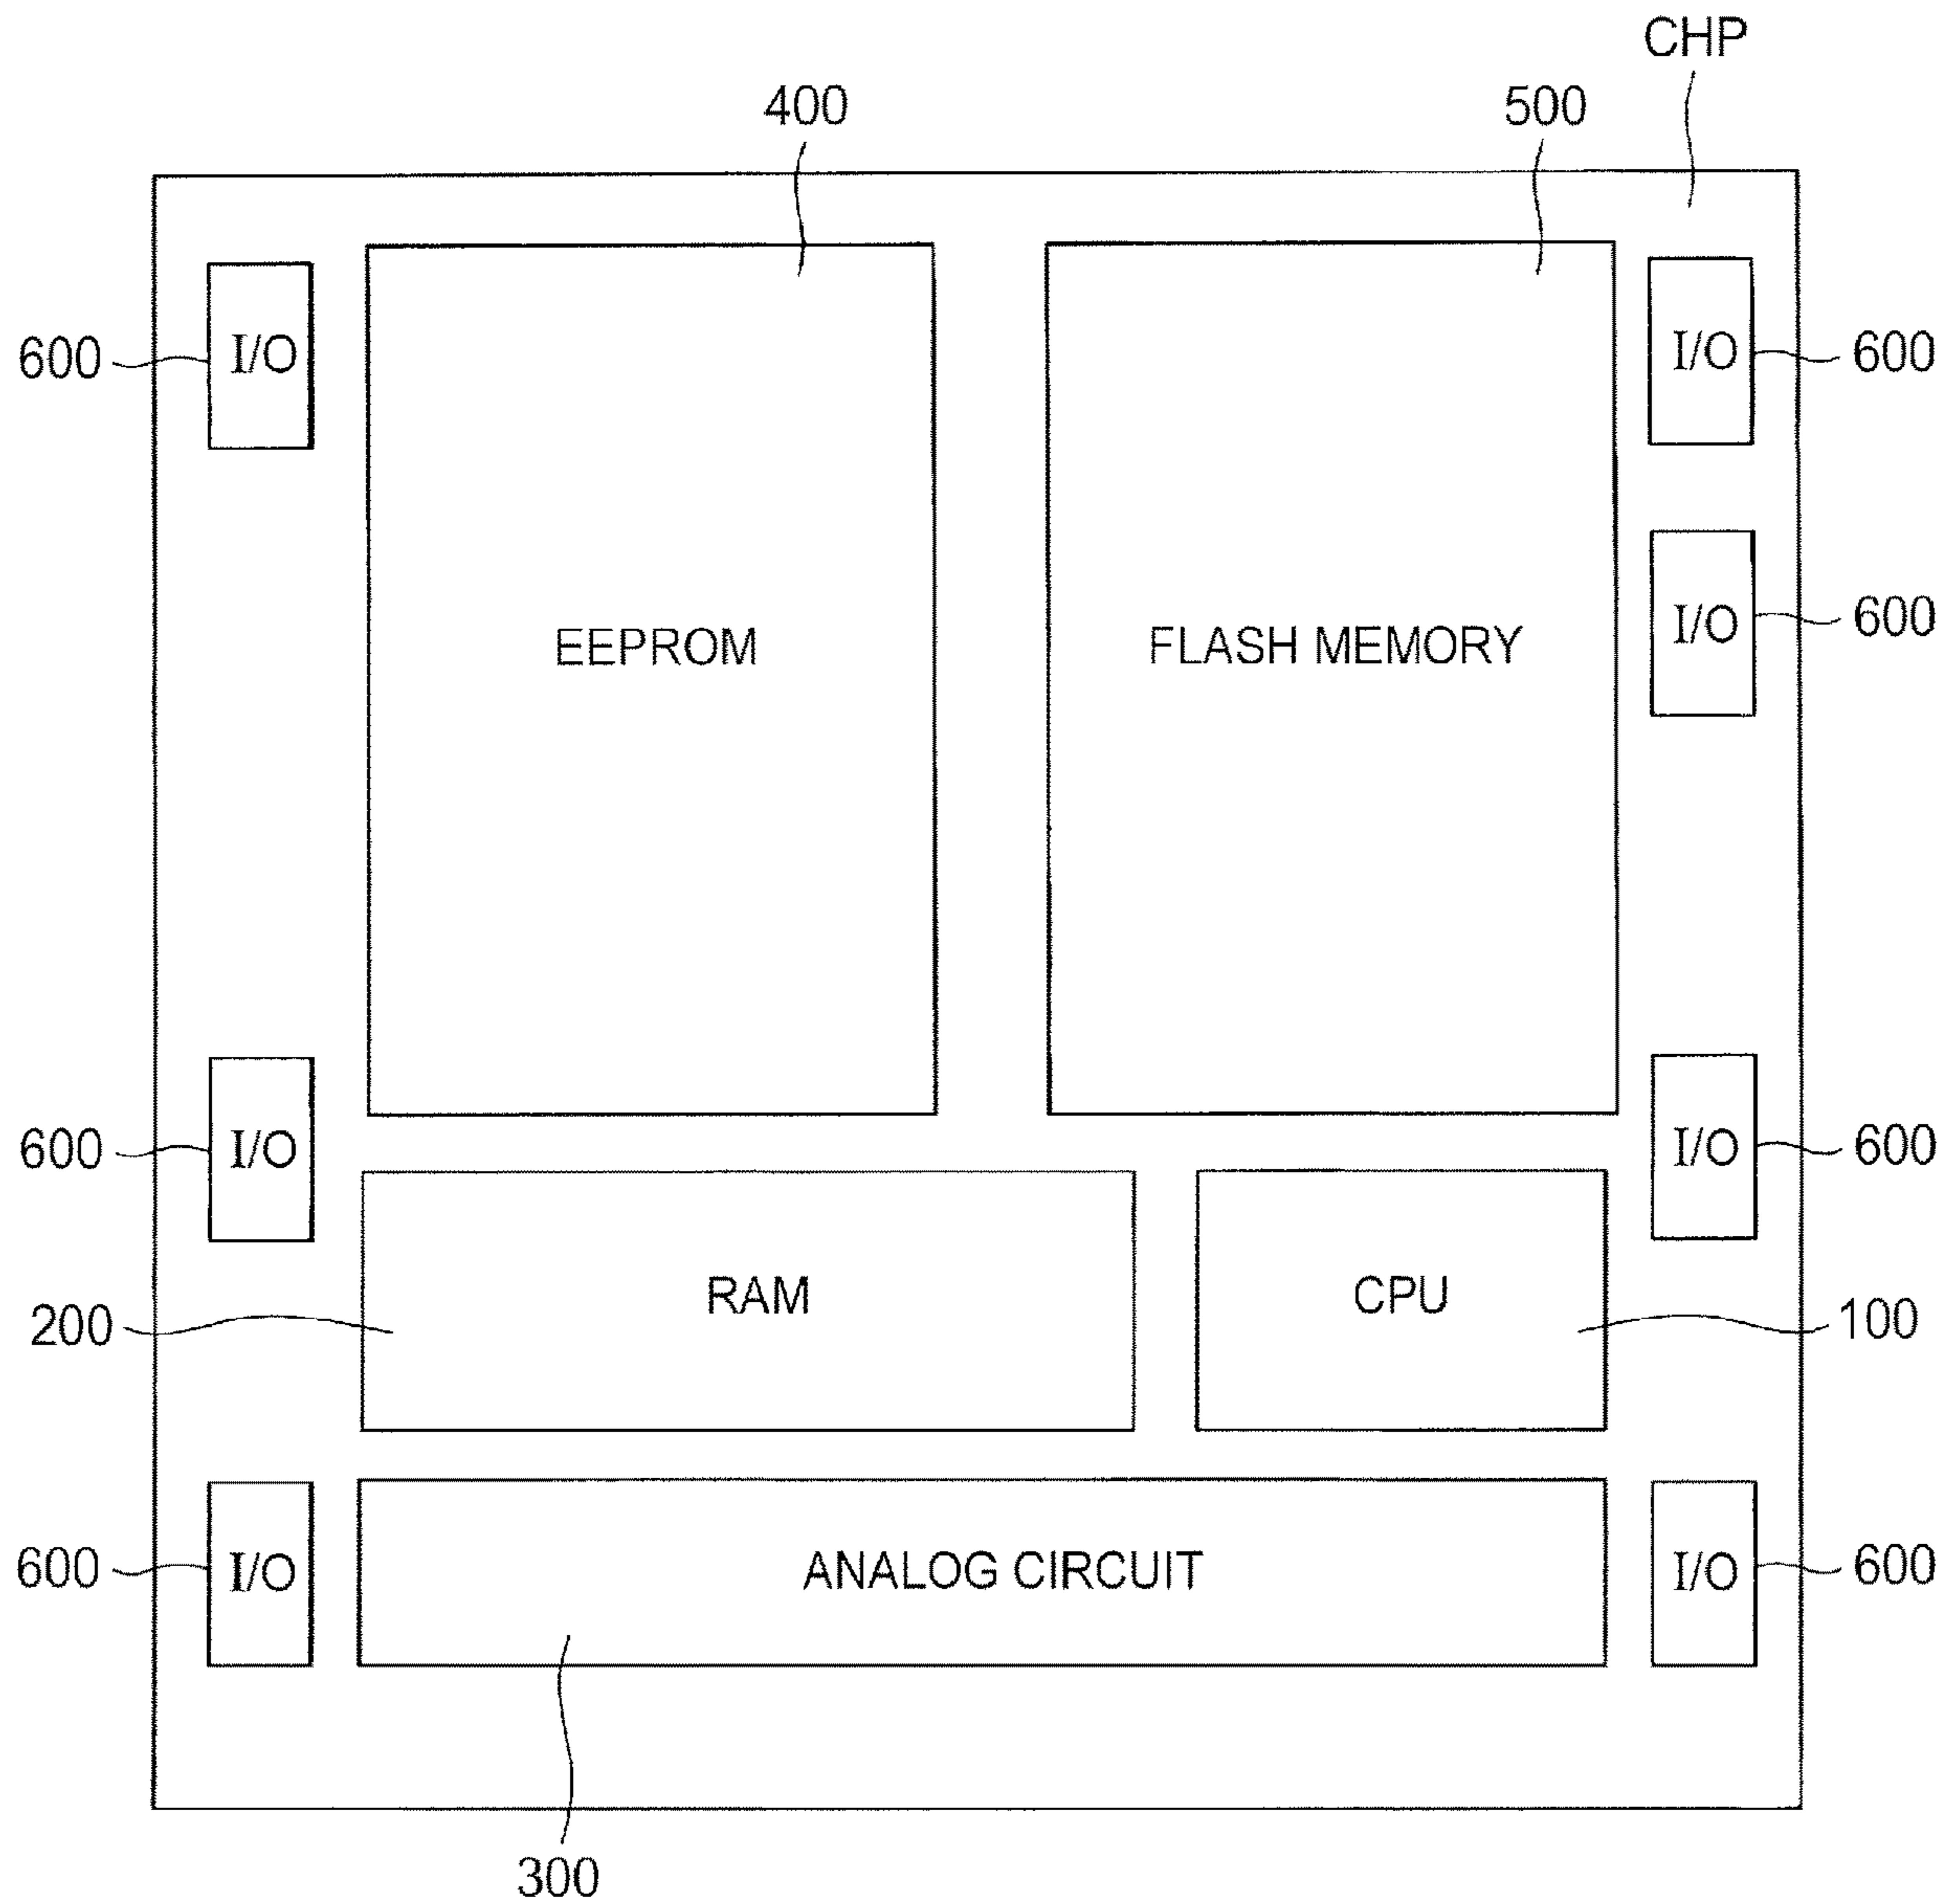 CHP
400
500
600
I/O
I/O
600
I/O
600
EEPROM
FLASH MEMORY
600
I/O
I/O
600
RAM
CPU
200
100
600
I/O
ANALOG CIRCUIT
I/O
600
300